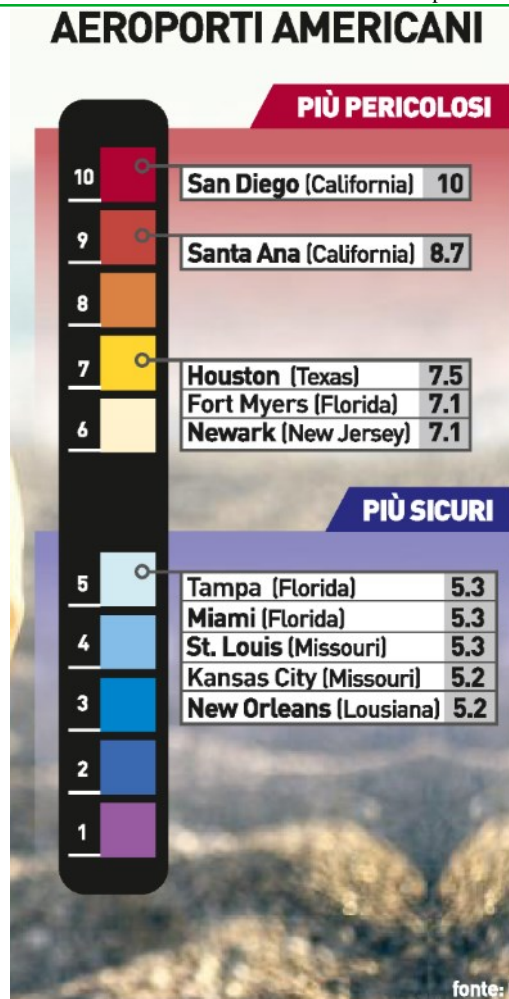 AEROPORTI AMERICANI
PIÙ PERICOLOSI
10
San Diego (California) 10
9
Santa Ana (California) 8.7
8
7
Houston (Texas) 7.5
Fort Myers (Florida) 7.1
6
Newark (New Jersey) 7.1
PIÙ SICURI
5
Tampa (Florida) 5.3
Miami (Florida) 5.3
4
St. Louis (Missouri) 5.3
Kansas City (Missouri) 5.2
3
New Orleans (Lousiana) 5.2
2
1
fonte: